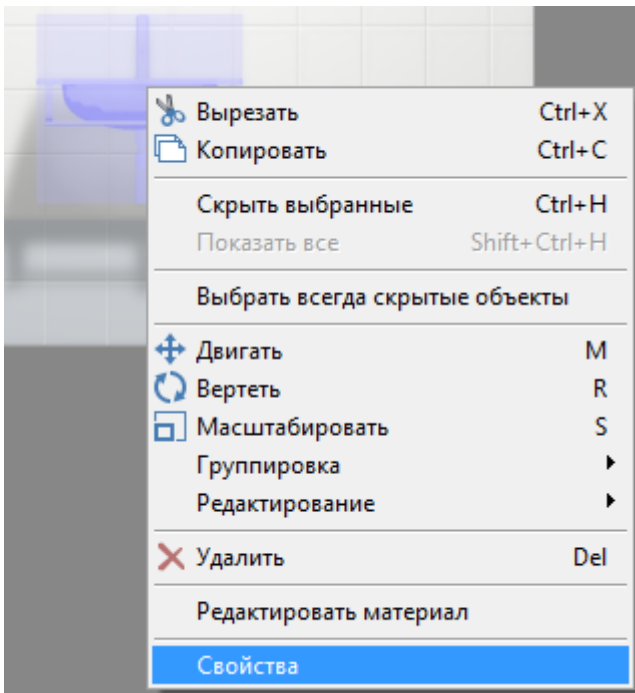 Вырезать Ctrl+X
Копировать Ctrl+C
Скрыть выбранные Ctrl+H
Показать все Shift+Ctrl+H
Выбрать всегда скрытые объекты
Двигать M
Вертеть R
Масштабировать S
Группировка
Редактирование
Удалить Del
Редактировать материал
Свойства